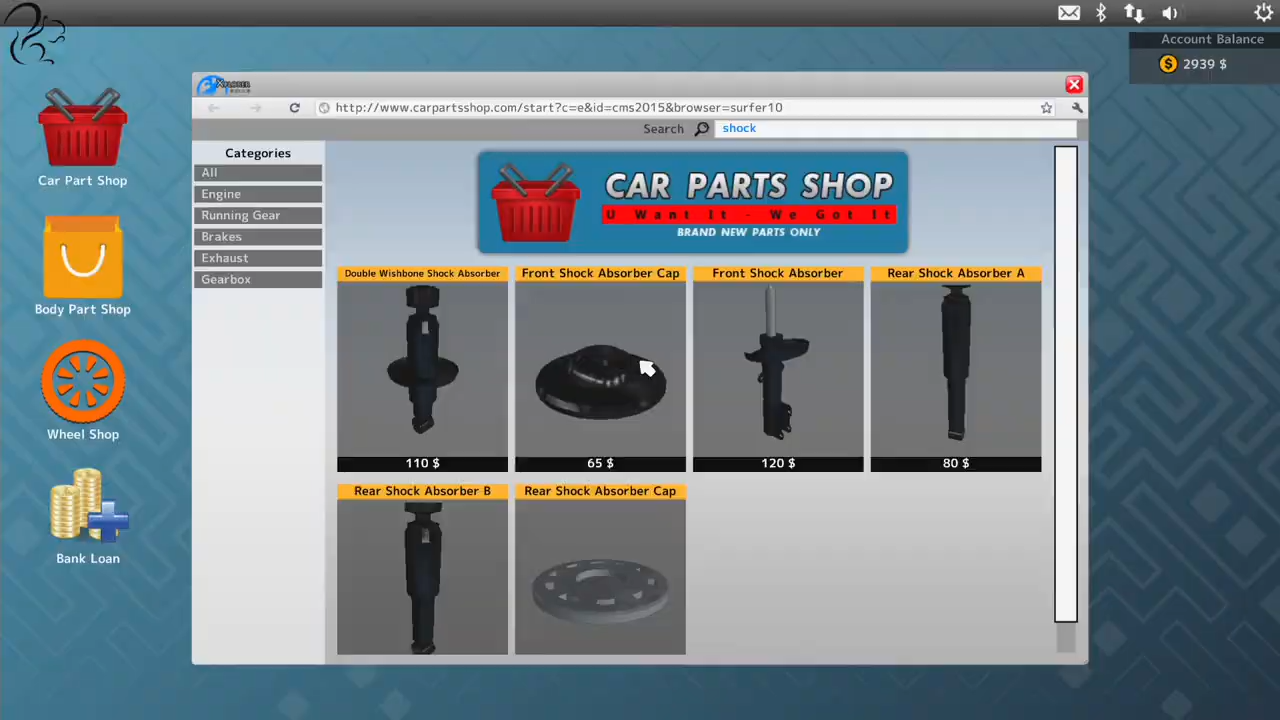 Account Balance
2939 $
Car Part Shop
Body Part Shop
Wheel Shop
Bank Loan
http://www.carpartsshop.com/start?c=e&id=cms2015&browser=surfer10
Search shock
Categories
All
Engine
Running Gear
Brakes
Exhaust
Gearbox
CAR PARTS SHOP
U Want It - We Got It
BRAND NEW PARTS ONLY
Double Wishbone Shock Absorber
110 $
Front Shock Absorber Cap
65 $
Front Shock Absorber
120 $
Rear Shock Absorber A
80 $
Rear Shock Absorber B
Rear Shock Absorber Cap